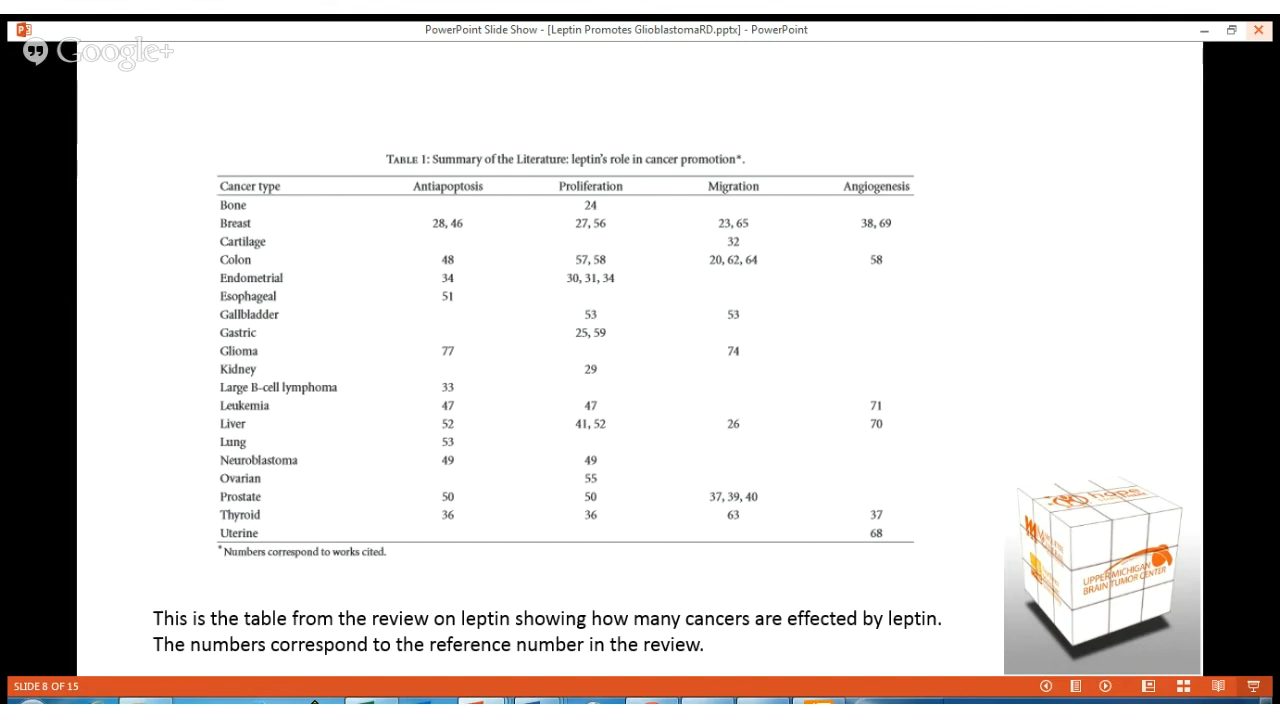 PowerPoint Slide Show - [Leptin Promotes GlioblastomaRD.pptx] - PowerPoint
Google+
TABLE 1: Summary of the Literature: leptin's role in cancer promotion*.
Cancer type Antiapoptosis Proliferation Migration Angiogenesis
Bone 24
Breast 28, 46 27, 56 23, 65 38, 69
Cartilage 32
Colon 48 57, 58 20, 62, 64 58
Endometrial 34 30, 31, 34
Esophageal 51
Gallbladder 53 53
Gastric 25, 59
Glioma 77 74
Kidney 29
Large B-cell lymphoma 33
Leukemia 47 47 71
Liver 52 41, 52 26 70
Lung 53
Neuroblastoma 49 49
Ovarian 55
Prostate 50 50 37, 39, 40
Thyroid 36 36 63 37
Uterine 68
*Numbers correspond to works cited.
hope
UPPER MICHIGAN
BRAIN TUMOR CENTER
This is the table from the review on leptin showing how many cancers are effected by leptin.
The numbers correspond to the reference number in the review.
SLIDE 8 OF 15